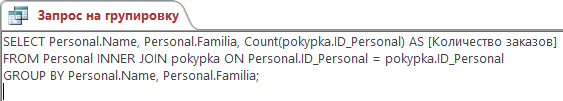 Запрос на групировку
SELECT Personal.Name, Personal.Familia, Count(pokypka.ID_Personal) AS [Количество заказов]
FROM Personal INNER JOIN pokypka ON Personal.ID_Personal = pokypka.ID_Personal
GROUP BY Personal.Name, Personal.Familia;